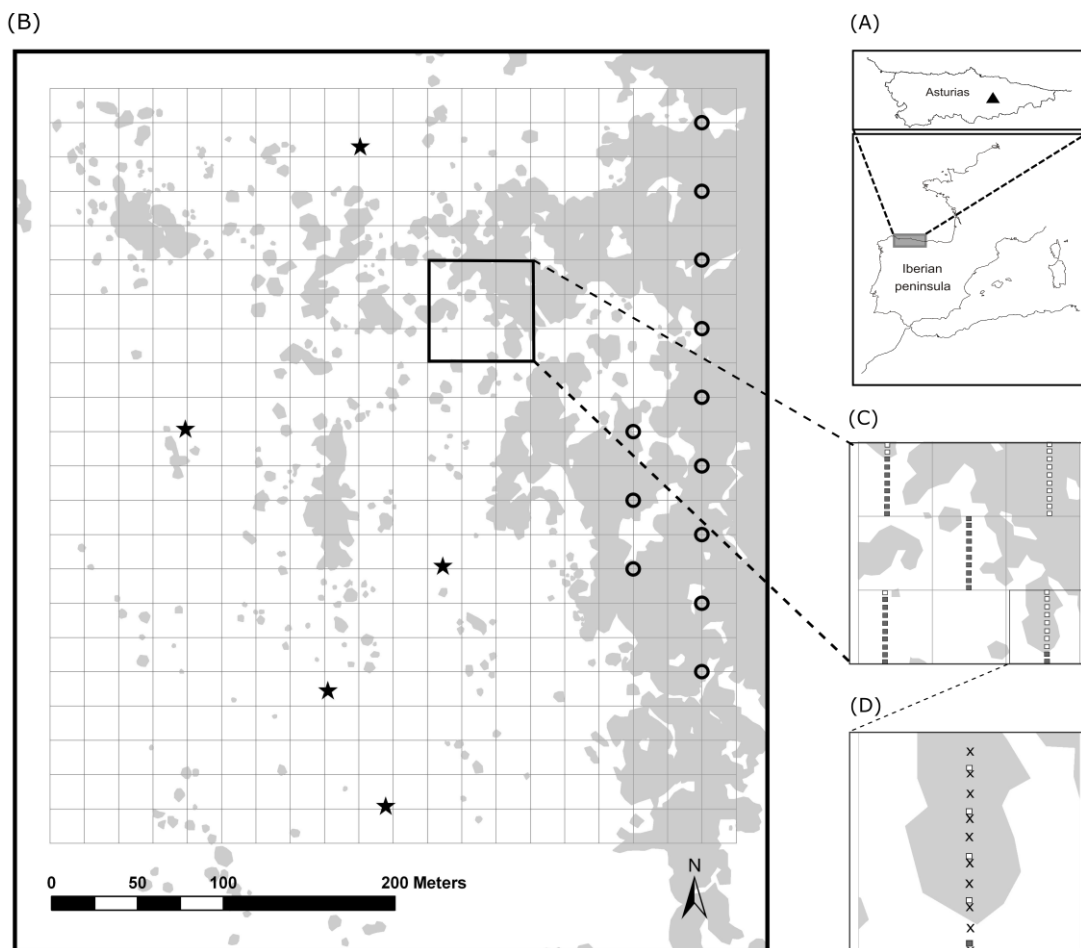 (B)
(A)
Asturias
Iberian
peninsula
(C)
(D)
N
0 50 100 200 Meters